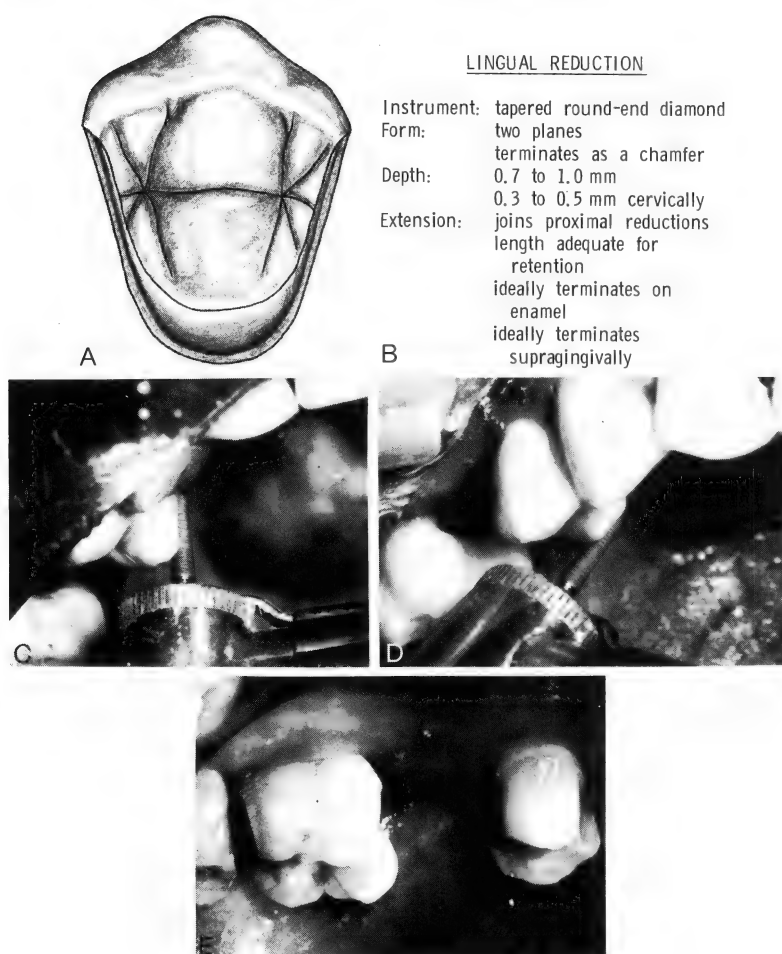 LINGUAL REDUCTION
Instrument: tapered round-end diamond
Form: two planes
terminates as a chamfer
Depth: 0.7 to 1.0 mm
0.3 to 0.5 mm cervically
Extension: joins proximal reductions
length adequate for
retention
ideally terminates on
enamel
ideally terminates
supragingivally
A
B
C
D
E